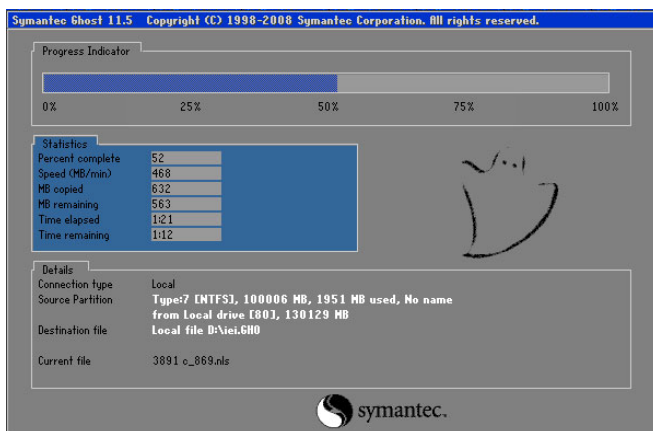 Symantec Ghost 11.5 Copyright (C) 1998-2008 Symantec Corporation. All rights reserved.
Progress Indicator
0% 25% 50% 75% 100%
Statistics
Percent complete 52
Speed (MB/min) 468
MB copied 632
MB remaining 563
Time elapsed 1:21
Time remaining 1:12
Details
Connection type Local
Source Partition Type:7 [NTFS], 100006 MB, 1951 MB used, No name
from Local drive [80], 130129 MB
Destination file Local file D:\iei.GHO
Current file 3891 c_869.nls
symantec.